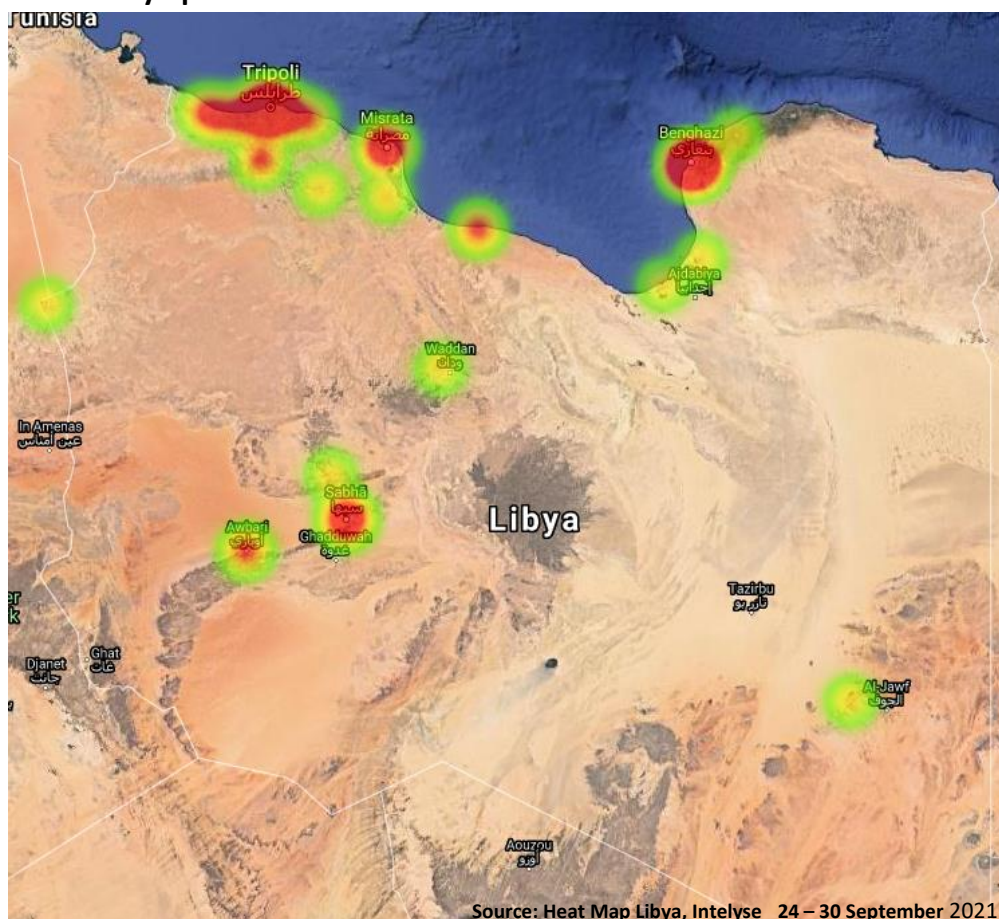 Tunisia
Tripoli
طرابلس
Misrata
مصراتة
Benghazi
بنغازي
Ajdabiya
إجدابيا
Waddan
ودان
In Amenas
عين أمناس
Sabhā
سبها
Libya
Awbari
أوباري
Ghadduwah
غدوة
Tazirbu
تازربو
Ghat
غات
Djanet
جانت
Al-Jawf
الجوف
Aouzou
أوزو
Source: Heat Map Libya, Intelyse 24 – 30 September 2021